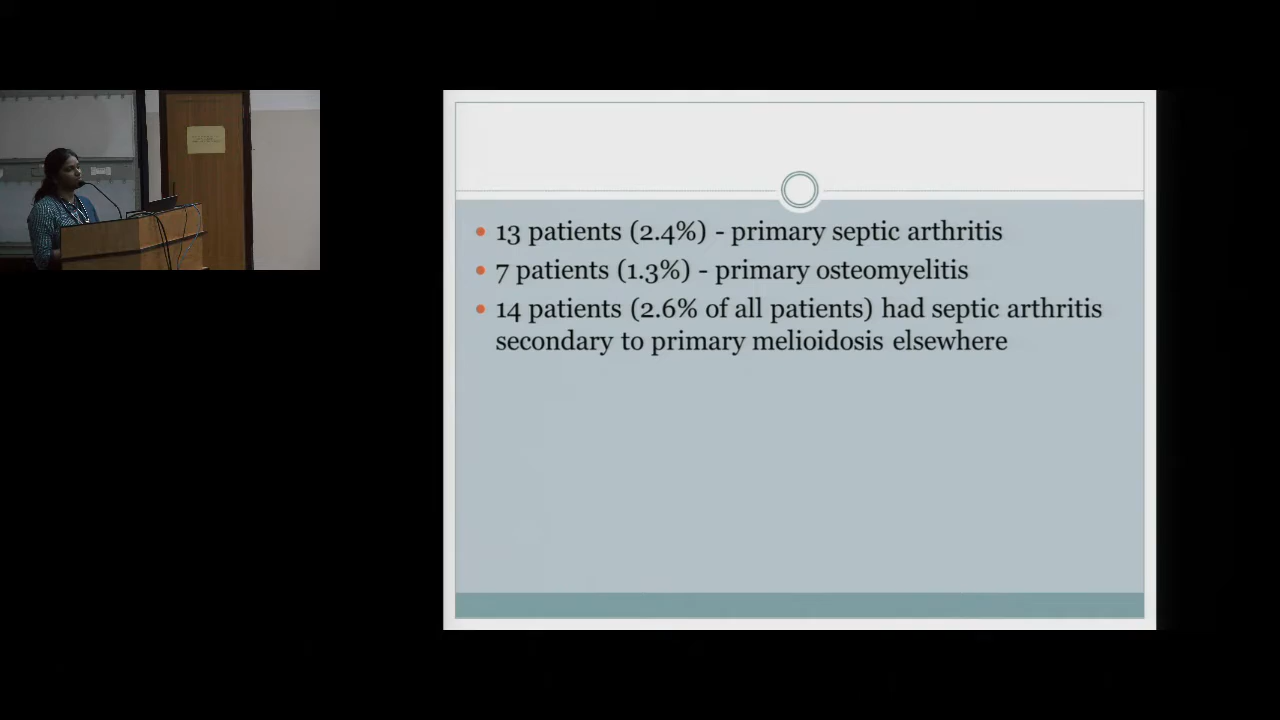 13 patients (2.4%) - primary septic arthritis
7 patients (1.3%) - primary osteomyelitis
14 patients (2.6% of all patients) had septic arthritis
secondary to primary melioidosis elsewhere